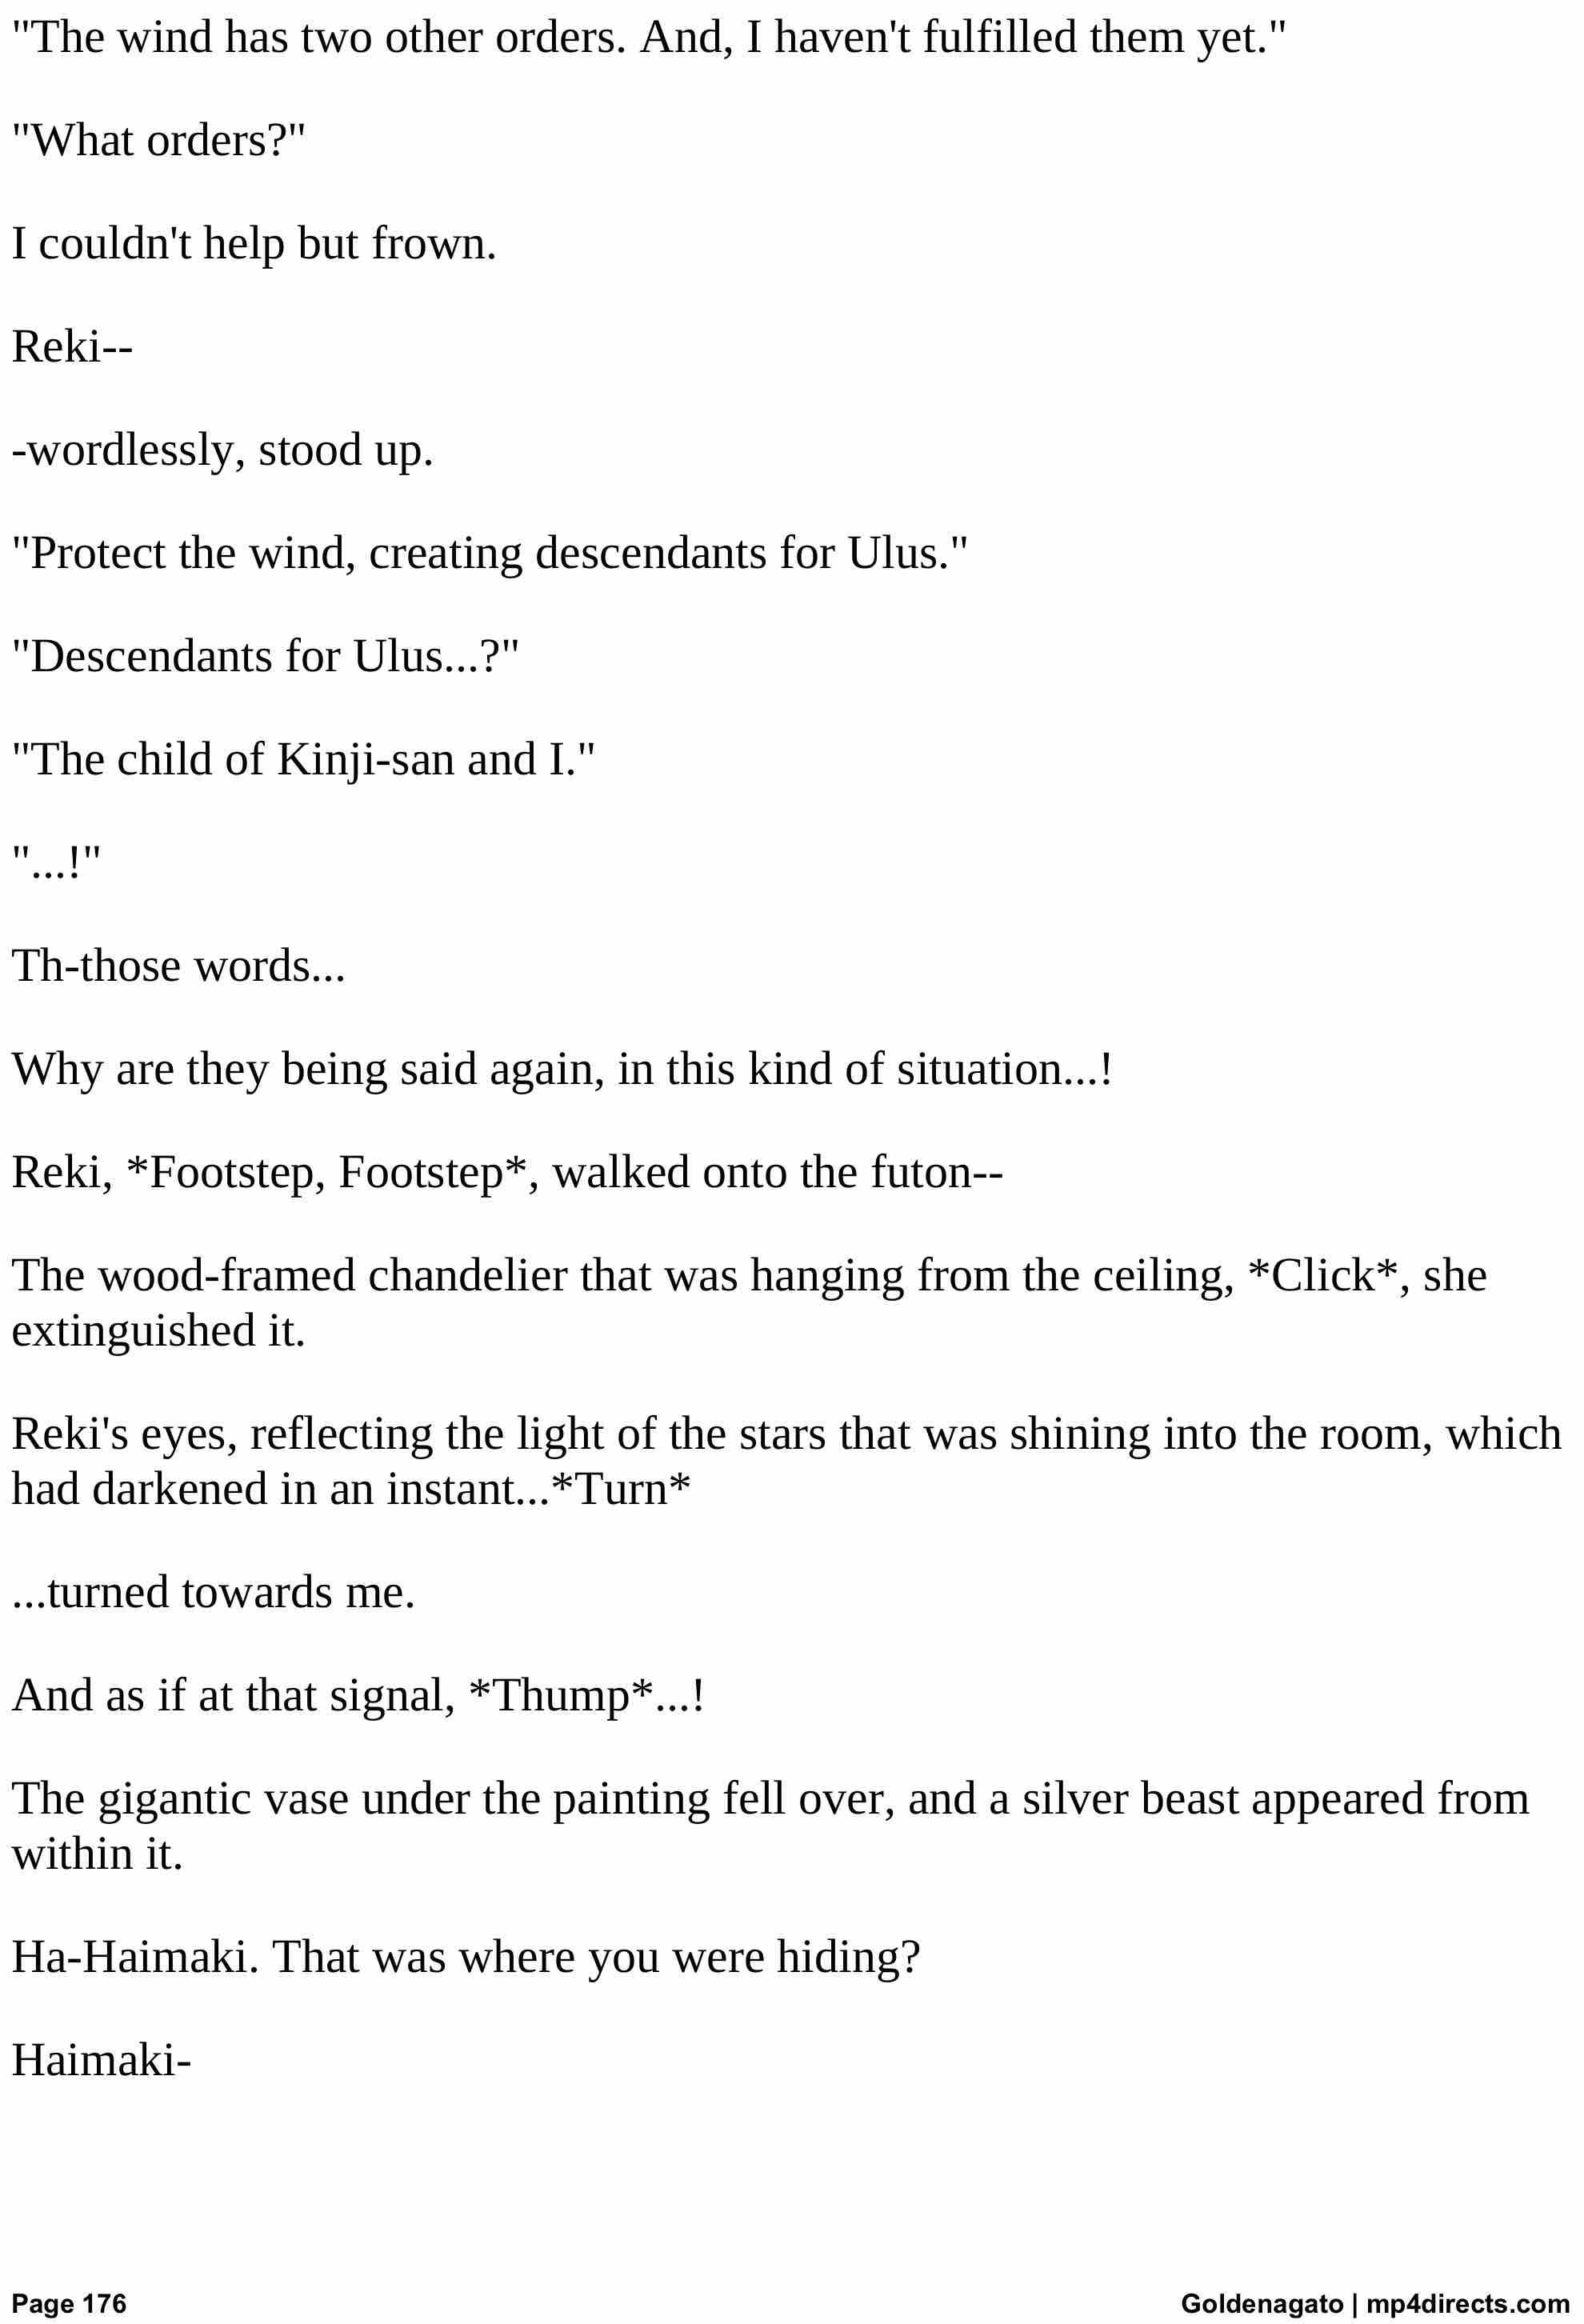 "The wind has two other orders. And, I haven't fulfilled them yet."
"What orders?"
I couldn't help but frown.
Reki--
-wordlessly, stood up.
"Protect the wind, creating descendants for Ulus."
"Descendants for Ulus...?"
"The child of Kinji-san and I."
"...!"
Th-those words...
Why are they being said again, in this kind of situation...!
Reki, *Footstep, Footstep*, walked onto the futon--
The wood-framed chandelier that was hanging from the ceiling, *Click*, she
extinguished it.
Reki's eyes, reflecting the light of the stars that was shining into the room, which
had darkened in an instant...*Turn*
...turned towards me.
And as if at that signal, *Thump*...!
The gigantic vase under the painting fell over, and a silver beast appeared from
within it.
Ha-Haimaki. That was where you were hiding?
Haimaki-
Page 176
Goldenagato | mp4directs.com